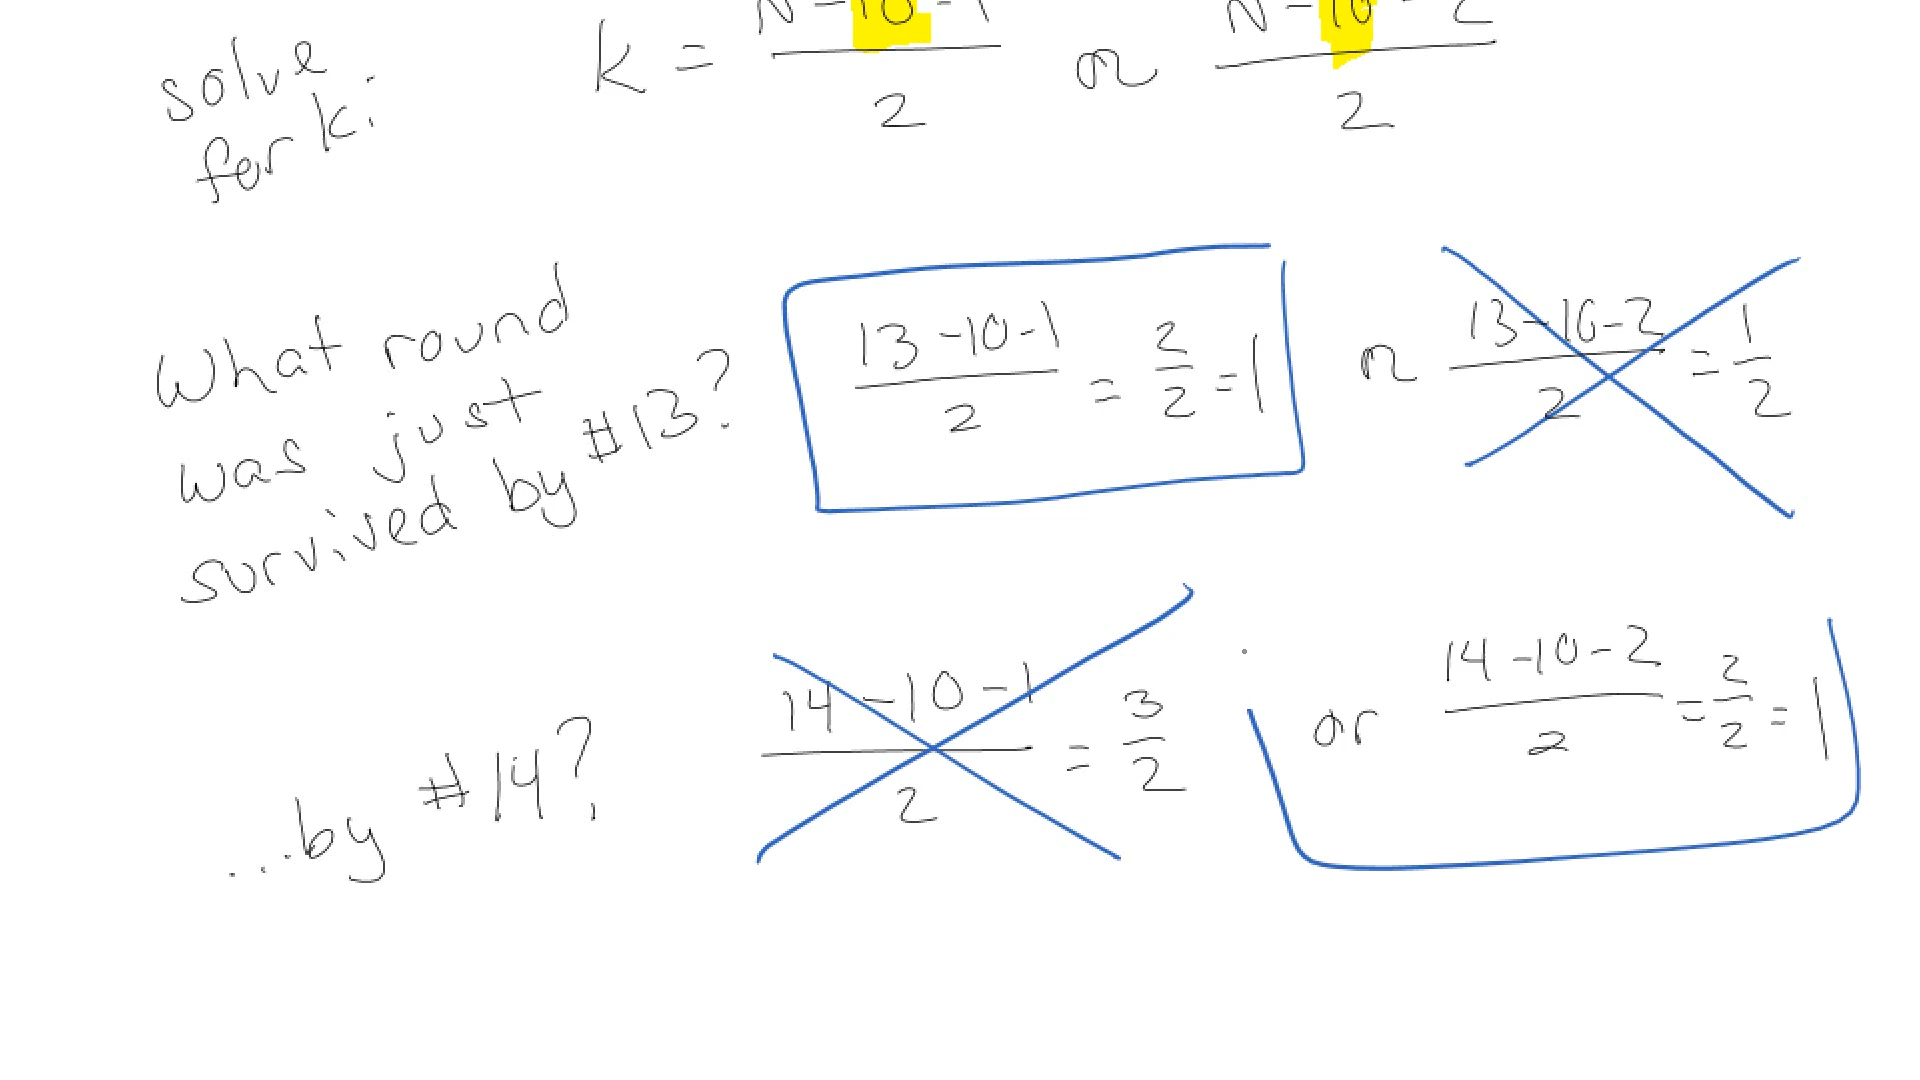 solve
for k:
k = N-10-1 / 2 or N-10-2 / 2
What round
was just
survived by #13?
13-10-1 / 2 = 2/2 = 1 or 13-10-2 / 2 = 1/2
...by #14?
14-10-1 / 2 = 3/2 or 14-10-2 / 2 = 2/2 = 1